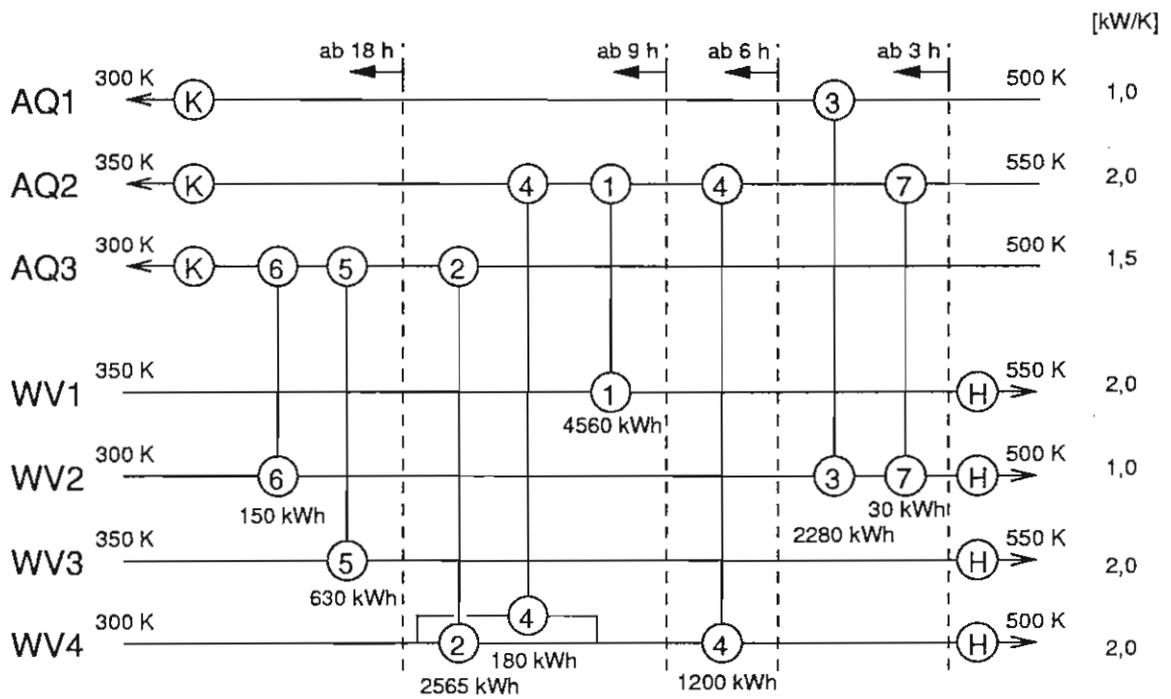 [kW/K]
ab 18 h ab 9 h ab 6 h ab 3 h
AQ1 300 K K 3 500 K 1,0
AQ2 350 K K 4 1 4 7 550 K 2,0
AQ3 300 K K 6 5 2 500 K 1,5
WV1 350 K 1 H 550 K 2,0
4560 kWh
WV2 300 K 6 3 7 H 500 K 1,0
150 kWh 2280 kWh 30 kWh
WV3 350 K 5 H 550 K 2,0
630 kWh
4
WV4 300 K 2 4 H 500 K 2,0
180 kWh
2565 kWh 1200 kWh